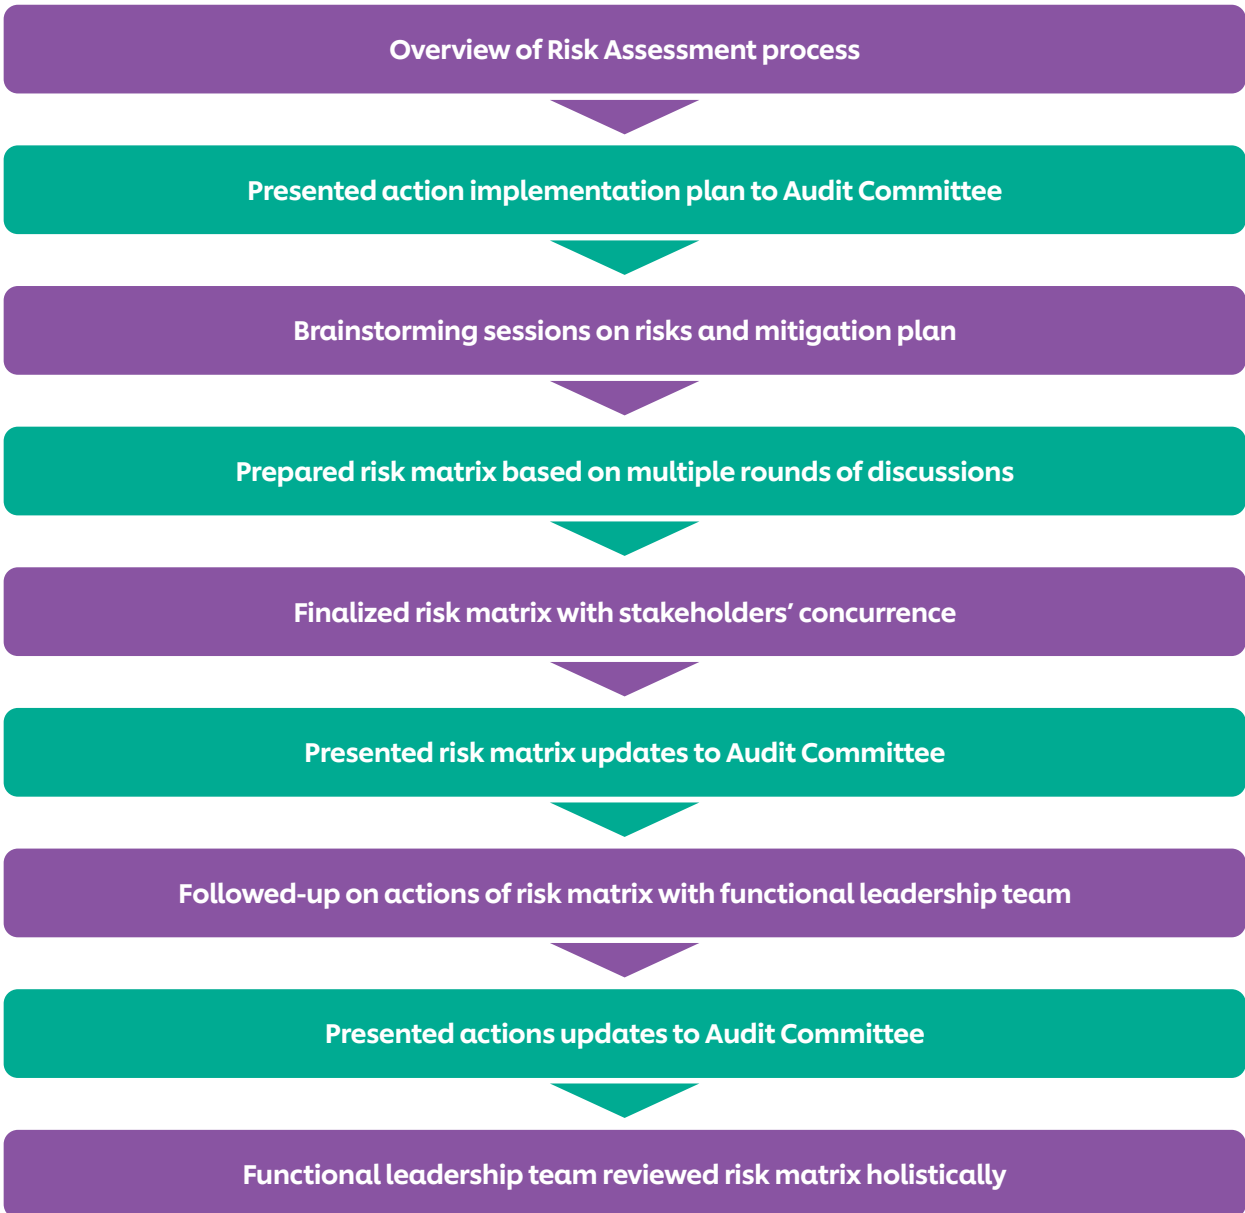 Overview of Risk Assessment process
Presented action implementation plan to Audit Committee
Brainstorming sessions on risks and mitigation plan
Prepared risk matrix based on multiple rounds of discussions
Finalized risk matrix with stakeholders’ concurrence
Presented risk matrix updates to Audit Committee
Followed-up on actions of risk matrix with functional leadership team
Presented actions updates to Audit Committee
Functional leadership team reviewed risk matrix holistically